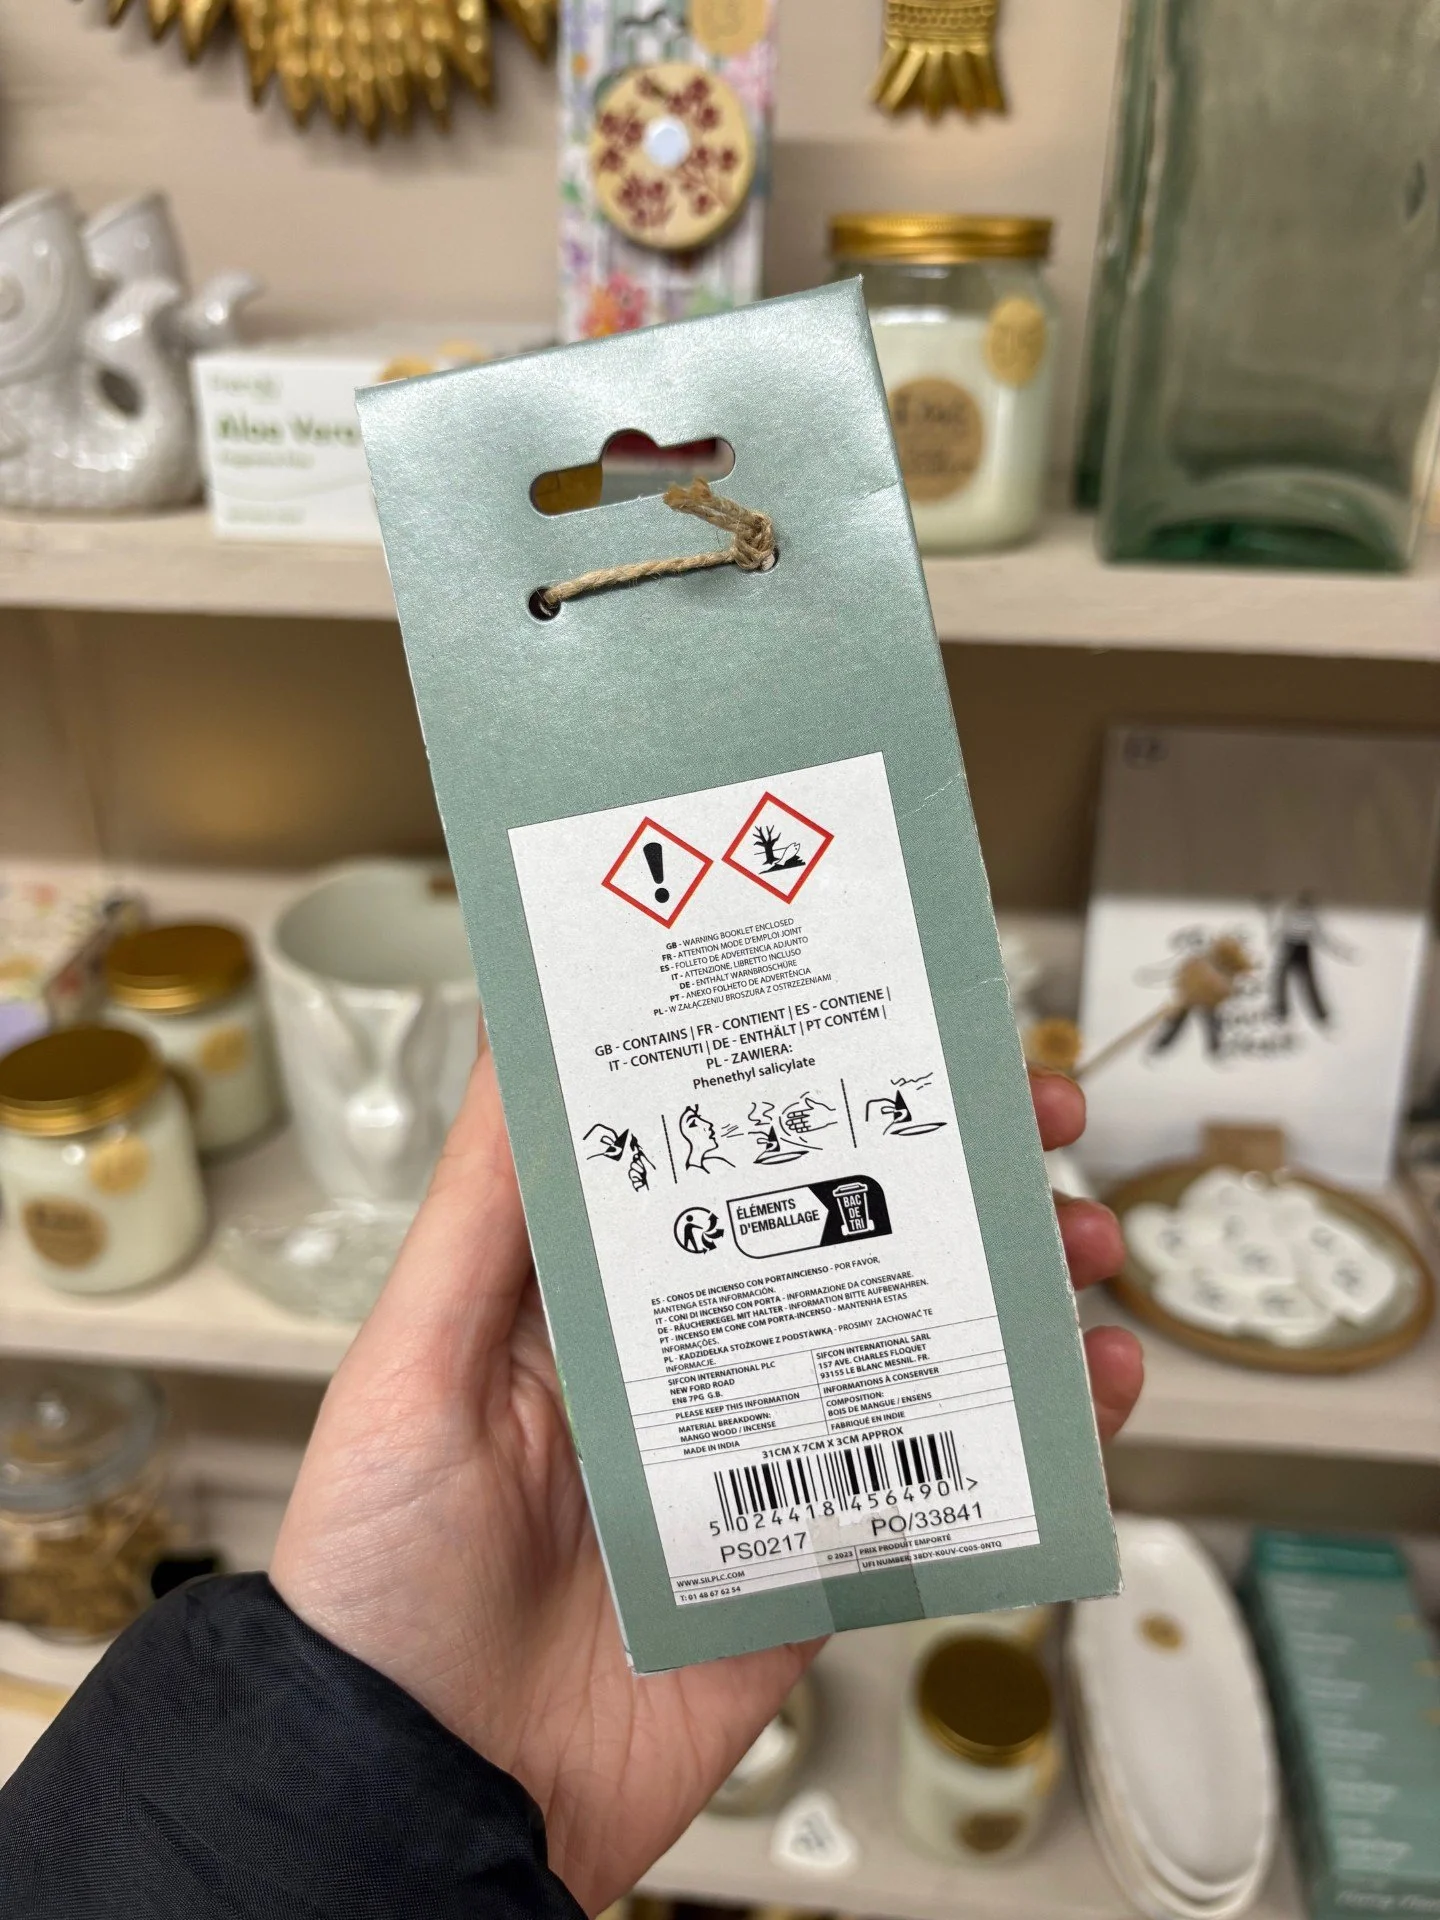 Aloe Vera
GB - WARNING BOOKLET ENCLOSED
FR - ATTENTION MODE D'EMPLOI JOINT
ES - FOLLETO DE ADVERTENCIA ADJUNTO
IT - ATTENZIONE, LIBRETTO INCLUSO
DE - ENTHÄLT WARNBROSCHÜRE
PT - ANEXO FOLHETO DE ADVERTÊNCIA
PL - W ZAŁĄCZENIU BROSZURA Z OSTRZEŻENIAMI
GB - CONTAINS | FR - CONTIENT | ES - CONTIENE |
IT - CONTENUTI | DE - ENTHÄLT | PT CONTÉM |
PL - ZAWIERA:
Phenethyl salicylate
ÉLÉMENTS
D'EMBALLAGE
BAC
DE
TRI
ES - CONOS DE INCIENSO CON PORTAINCIENSO - POR FAVOR,
MANTENGA ESTA INFORMACIÓN.
IT - CONI DI INCENSO CON PORTA - INFORMAZIONE DA CONSERVARE.
DE - RÄUCHERKEGEL MIT HALTER - INFORMATION BITTE AUFBEWAHREN.
PT - INCENSO EM CONE COM PORTA-INCENSO - MANTENHA ESTAS
INFORMAÇÕES.
PL - KADZIDEŁKA STOŻKOWE Z PODSTAWKĄ - PROSIMY ZACHOWAĆ TE
INFORMACJE.
SIFCON INTERNATIONAL PLC
NEW FORD ROAD
EN8 7PG G.B.
SIFCON INTERNATIONAL SARL
157 AVE. CHARLES FLOQUET
93155 LE BLANC MESNIL. FR.
PLEASE KEEP THIS INFORMATION
INFORMATIONS À CONSERVER
MATERIAL BREAKDOWN:
MANGO WOOD / INCENSE
COMPOSITION:
BOIS DE MANGUE / ENSENS
MADE IN INDIA
FABRIQUÉ EN INDIE
31CM X 7CM X 3CM APPROX
5 024418 456490 >
PS0217
PO/33841
© 2023
PRIX PRODUIT EMPORTÉ
WWW.SILPLC.COM
UFI NUMBER: 38DY-K0UV-C005-0NTQ
T: 01 48 67 62 54